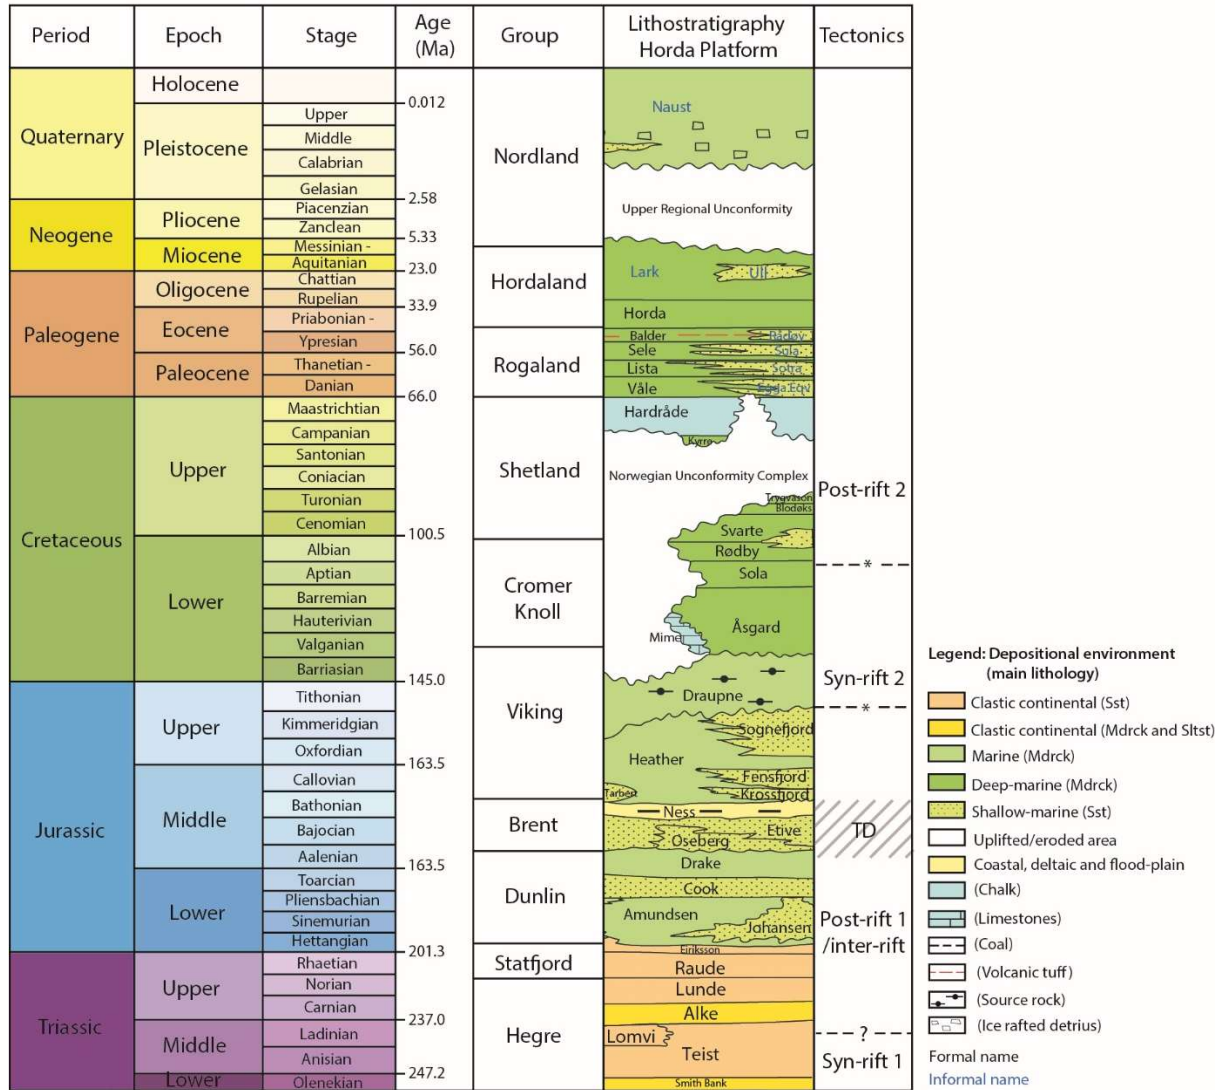 Period
Epoch
Stage
Age
(Ma)
Group
Lithostratigraphy
Horda Platform
Tectonics
Quaternary
Neogene
Paleogene
Cretaceous
Jurassic
Triassic
Holocene
Pleistocene
Pliocene
Miocene
Oligocene
Eocene
Paleocene
Upper
Lower
Upper
Middle
Lower
Upper
Middle
Lower
Upper
Middle
Calabrian
Gelasian
Piacenzian
Zanclean
Messinian -
Aquitanian
Chattian
Rupelian
Priabonian -
Ypresian
Thanetian -
Danian
Maastrichtian
Campanian
Santonian
Coniacian
Turonian
Cenomian
Albian
Aptian
Barremian
Hauterivian
Valganian
Barriasian
Tithonian
Kimmeridgian
Oxfordian
Callovian
Bathonian
Bajocian
Aalenian
Toarcian
Pliensbachian
Sinemurian
Hettangian
Rhaetian
Norian
Carnian
Ladinian
Anisian
Olenekian
0.012
2.58
5.33
23.0
33.9
56.0
66.0
100.5
145.0
163.5
163.5
201.3
237.0
247.2
Nordland
Hordaland
Rogaland
Shetland
Cromer
Knoll
Viking
Brent
Dunlin
Statfjord
Hegre
Naust
Upper Regional Unconformity
Lark
Horda
Balder
Rådøy
Sele
Sula
Lista
Sotra
Våle
Egga Eqv
Hardråde
Kyrre
Norwegian Unconformity Complex
Tryggvason
Blodøks
Svarte
Rødby
Sola
Åsgard
Mime
Draupne
Sognefjord
Heather
Fensfjord
Krossfjord
Tarbert
Ness
Etive
Oseberg
Drake
Cook
Amundsen
Johansen
Eiriksson
Raude
Lunde
Alke
Lomvi
Teist
Smith Bank
Post-rift 2
*
Syn-rift 2
*
TD
Post-rift 1
/inter-rift
?
Syn-rift 1
Legend: Depositional environment
(main lithology)
Clastic continental (Sst)
Clastic continental (Mdrck and Sltst)
Marine (Mdrck)
Deep-marine (Mdrck)
Shallow-marine (Sst)
Uplifted/eroded area
Coastal, deltaic and flood-plain
(Chalk)
(Limestones)
(Coal)
(Volcanic tuff)
(Source rock)
(Ice rafted detrius)
Formal name
Informal name